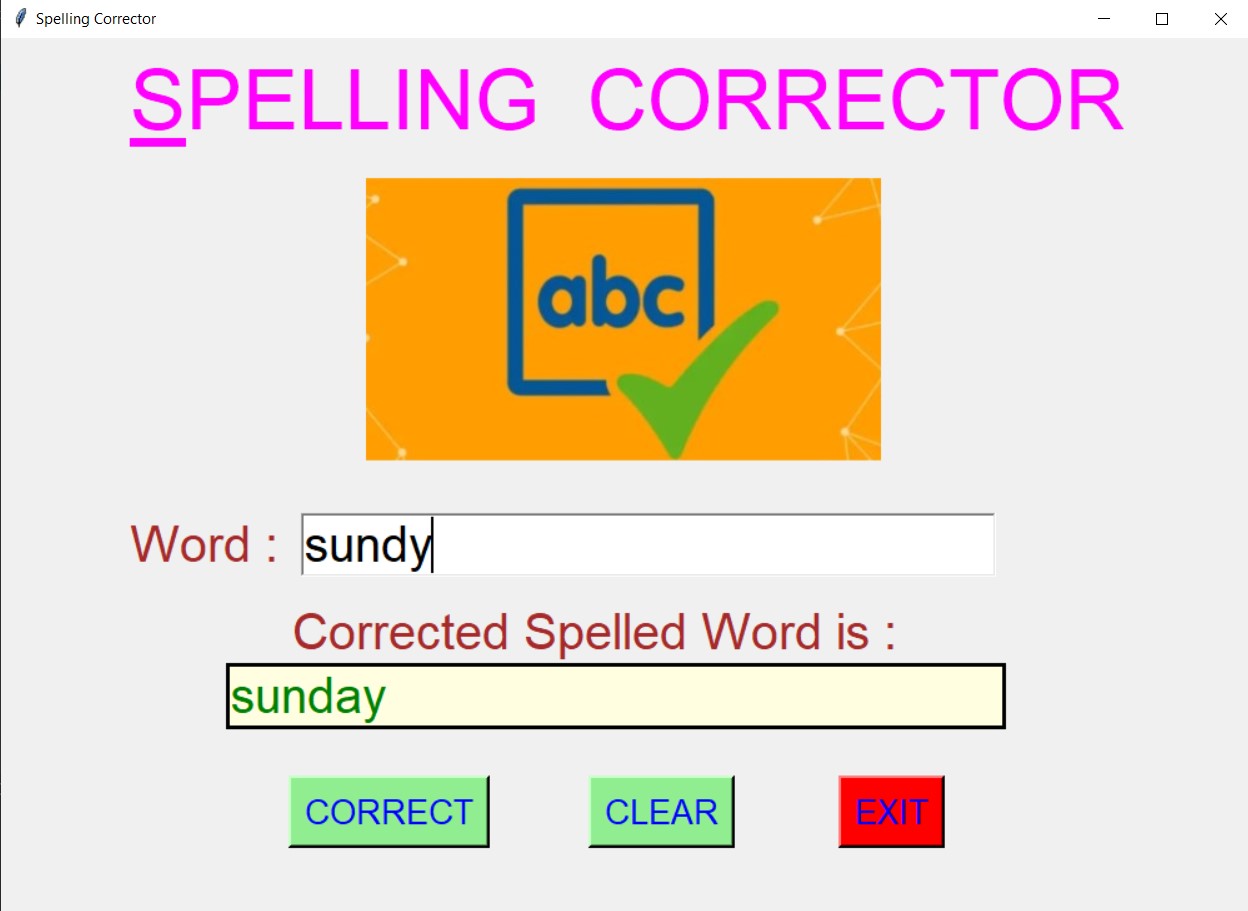 Spelling Corrector
SPELLING CORRECTOR
abc
Word : sundy
Corrected Spelled Word is :
sunday
CORRECT CLEAR EXIT